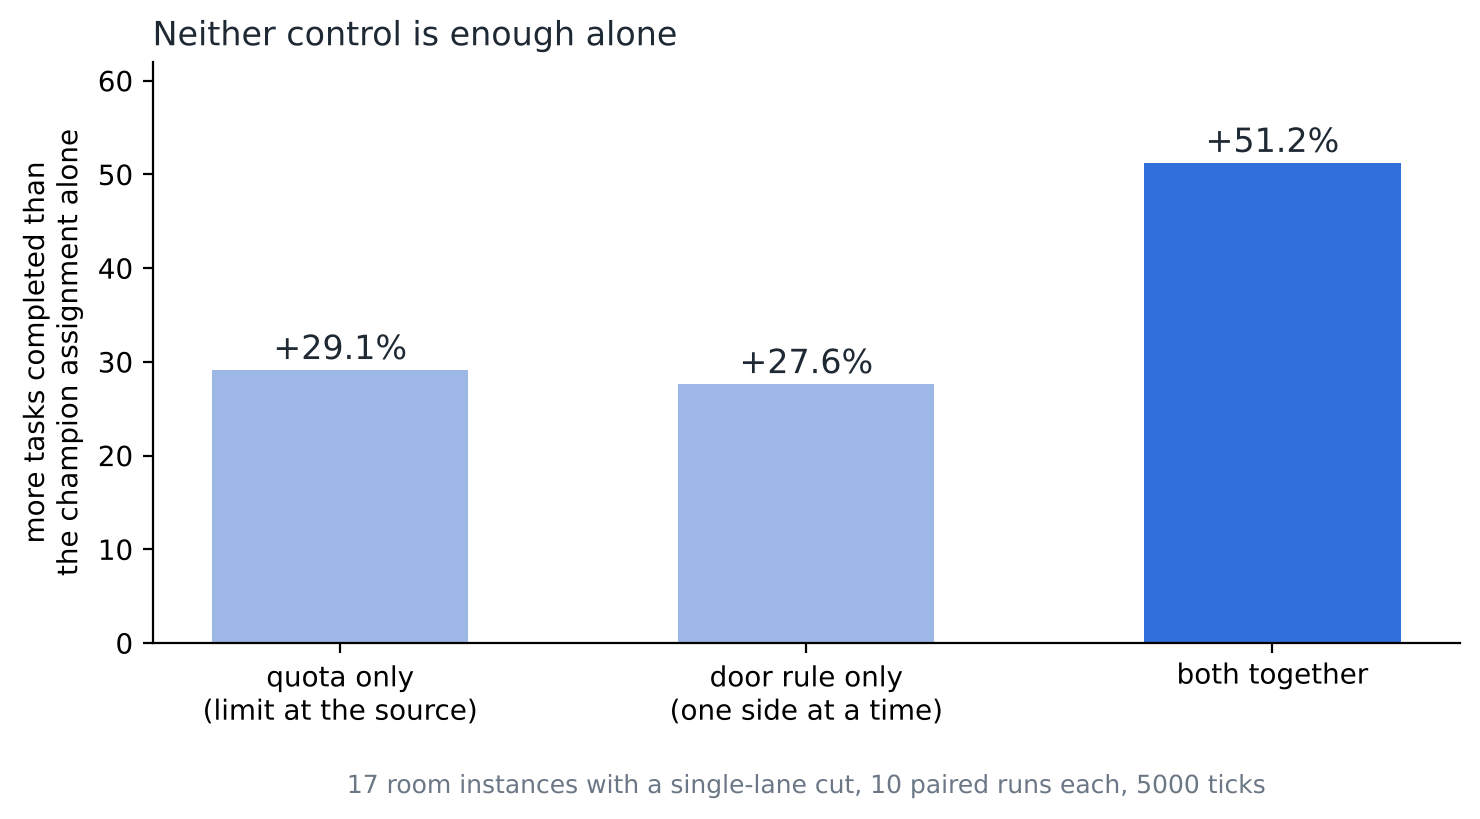 Neither control is enough alone
more tasks completed than
the champion assignment alone
60
50
40
30
20
10
0
+29.1%
+27.6%
+51.2%
quota only
(limit at the source)
door rule only
(one side at a time)
both together
17 room instances with a single-lane cut, 10 paired runs each, 5000 ticks